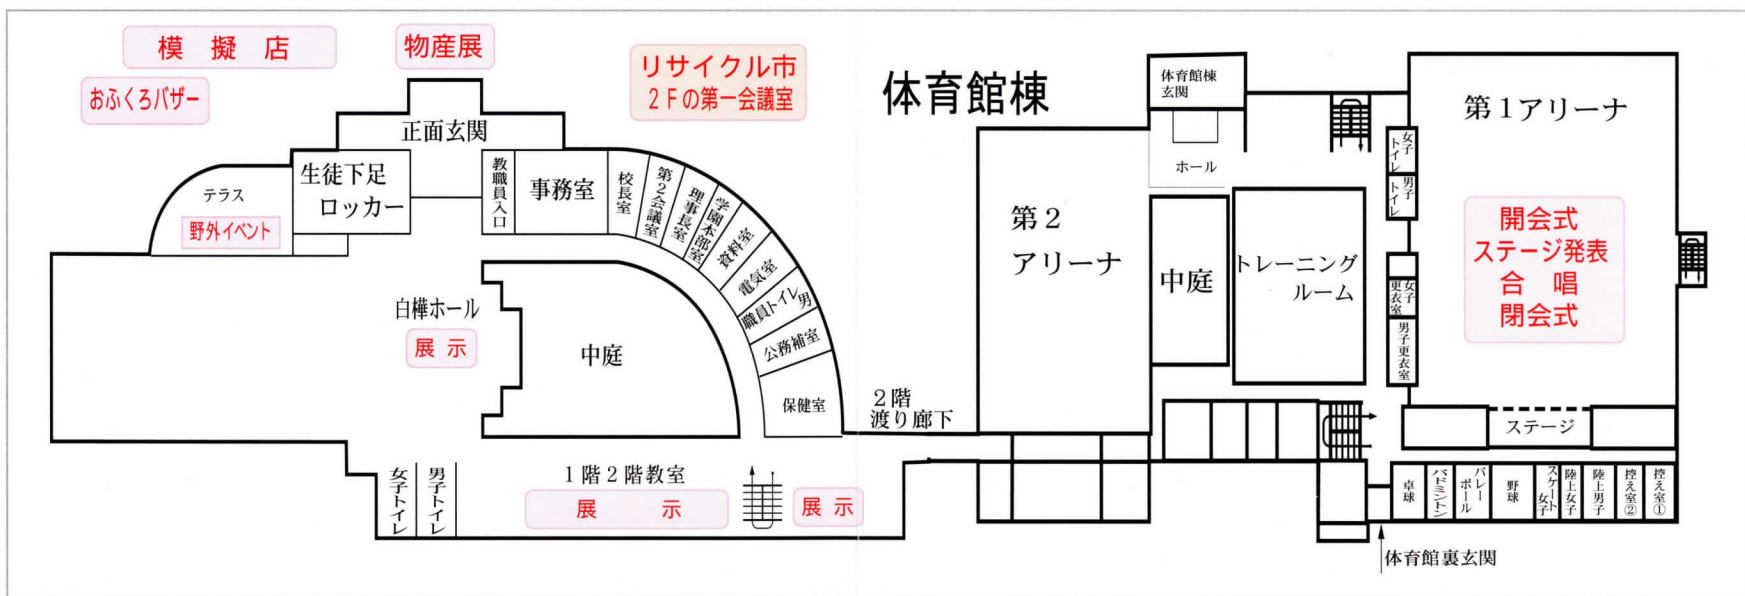 模 擬 店
物産展
おふくろバザー
リサイクル市
２Ｆの第一会議室
体育館棟
正面玄関
生徒下足
ロッカー
テラス
野外イベント
教職員入口
事務室
校長室
第2会議室
理事長室
学園本部室
資料室
電気室
職員トイレ男
公務補室
保健室
白樺ホール
展 示
中庭
２階
渡り廊下
女子トイレ
男子トイレ
１階２階教室
展 示
展 示
体育館棟
玄関
ホール
第２
アリーナ
中庭
トレーニング
ルーム
女子
トイレ
男子
トイレ
女子
更衣室
男子更衣室
第１アリーナ
開会式
ステージ発表
合 唱
閉会式
ステージ
卓球
バドミントン
バレー
ボール
野球
スケート
女子
陸上女子
陸上男子
控え室②
控え室①
体育館裏玄関